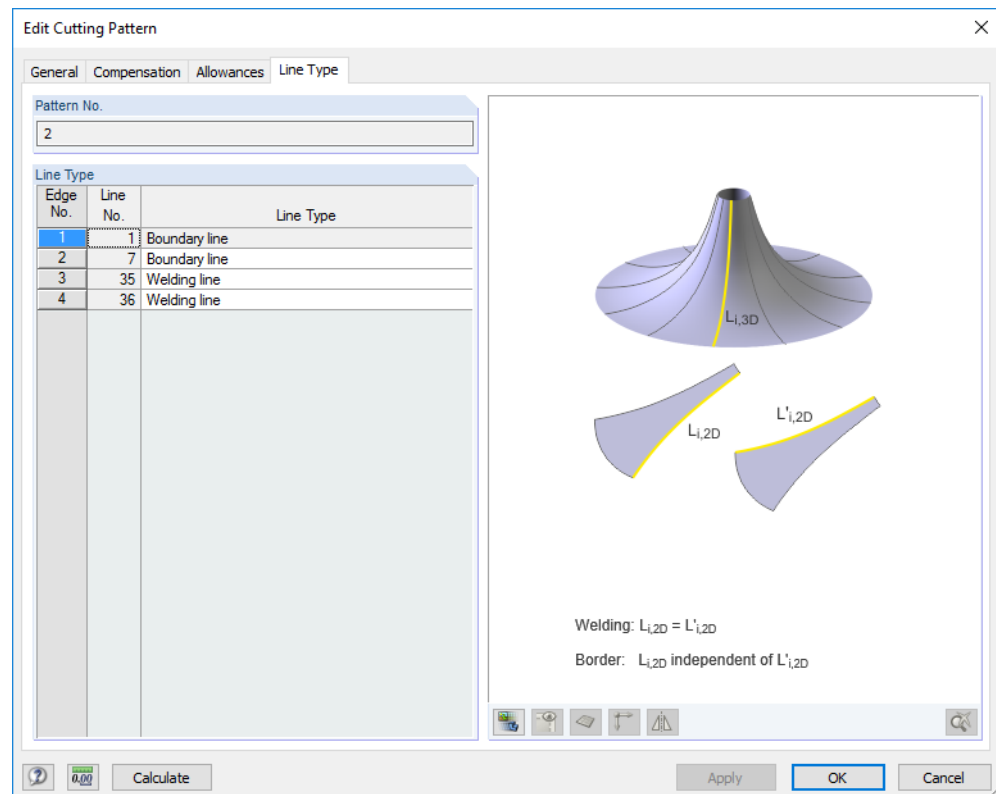 Edit Cutting Pattern
General Compensation Allowances Line Type
Pattern No.
2
Line Type
Edge No. Line No. Line Type
1 1 Boundary line
2 7 Boundary line
3 35 Welding line
4 36 Welding line
Li,3D
Li,2D
L'i,2D
Welding: Li,2D = L'i,2D
Border: Li,2D independent of L'i,2D
0.00
Calculate
Apply
OK
Cancel